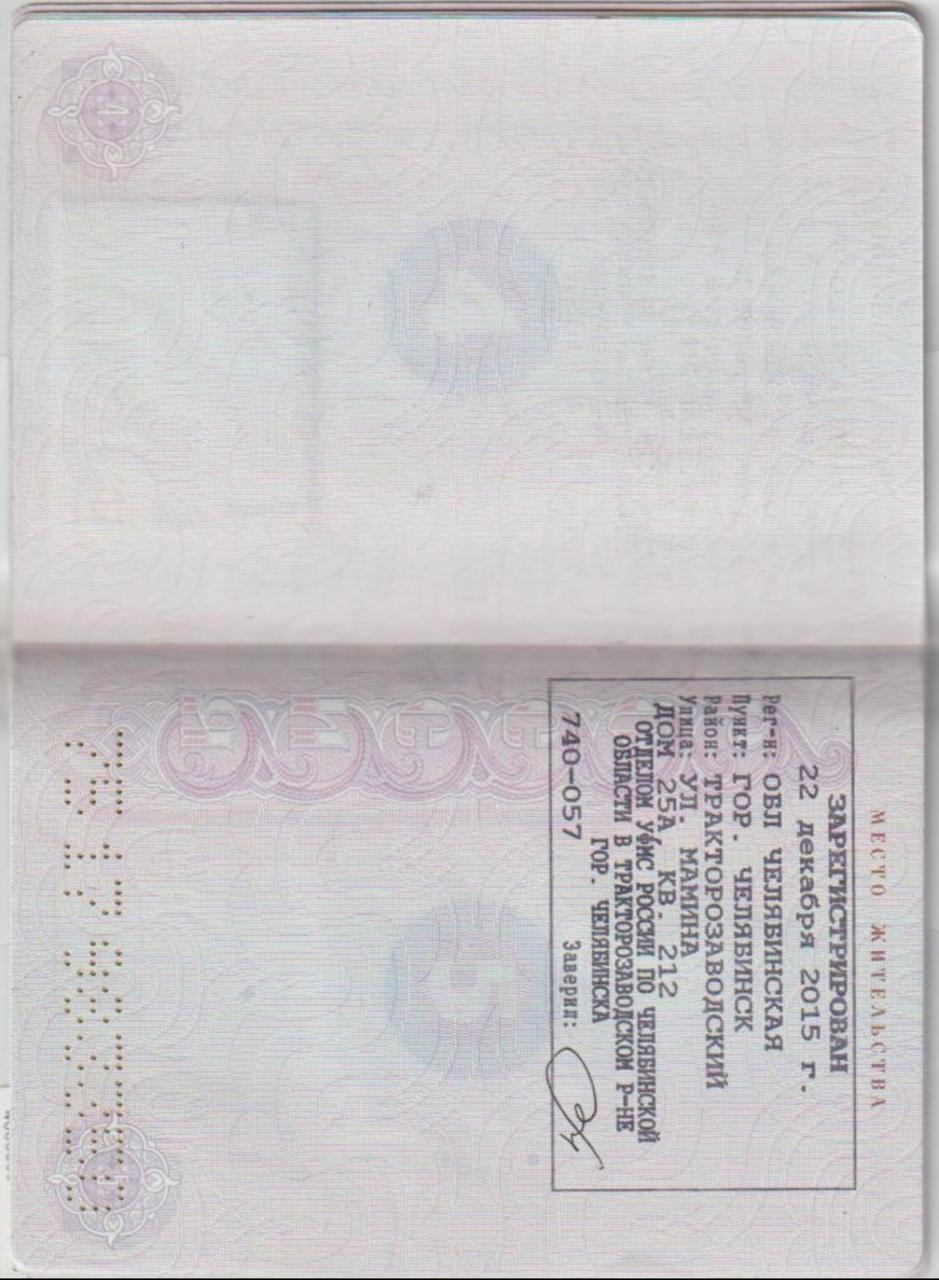 МЕСТО ЖИТЕЛЬСТВА
ЗАРЕГИСТРИРОВАН
22 декабря 2015 г.
Рег-н: ОБЛ ЧЕЛЯБИНСКАЯ
Пункт: ГОР. ЧЕЛЯБИНСК
Район: ТРАКТОРОЗАВОДСКИЙ
Улица: УЛ. МАМИНА
ДОМ 25А, КВ. 212
ОТДЕЛОМ УФМС РОССИИ ПО ЧЕЛЯБИНСКОЙ
ОБЛАСТИ В ТРАКТОРОЗАВОДСКОМ Р-НЕ
ГОР. ЧЕЛЯБИНСКА
740-057 Заверил: